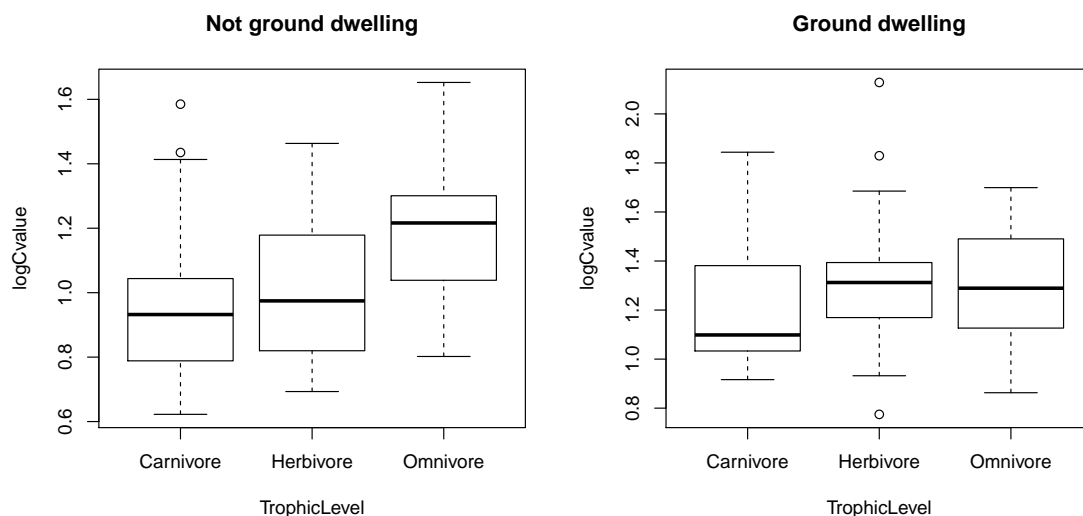 Not ground dwelling
logCvalue
1.6
1.4
1.2
1.0
0.8
0.6
Carnivore Herbivore Omnivore
TrophicLevel
Ground dwelling
logCvalue
2.0
1.8
1.6
1.4
1.2
1.0
0.8
Carnivore Herbivore Omnivore
TrophicLevel